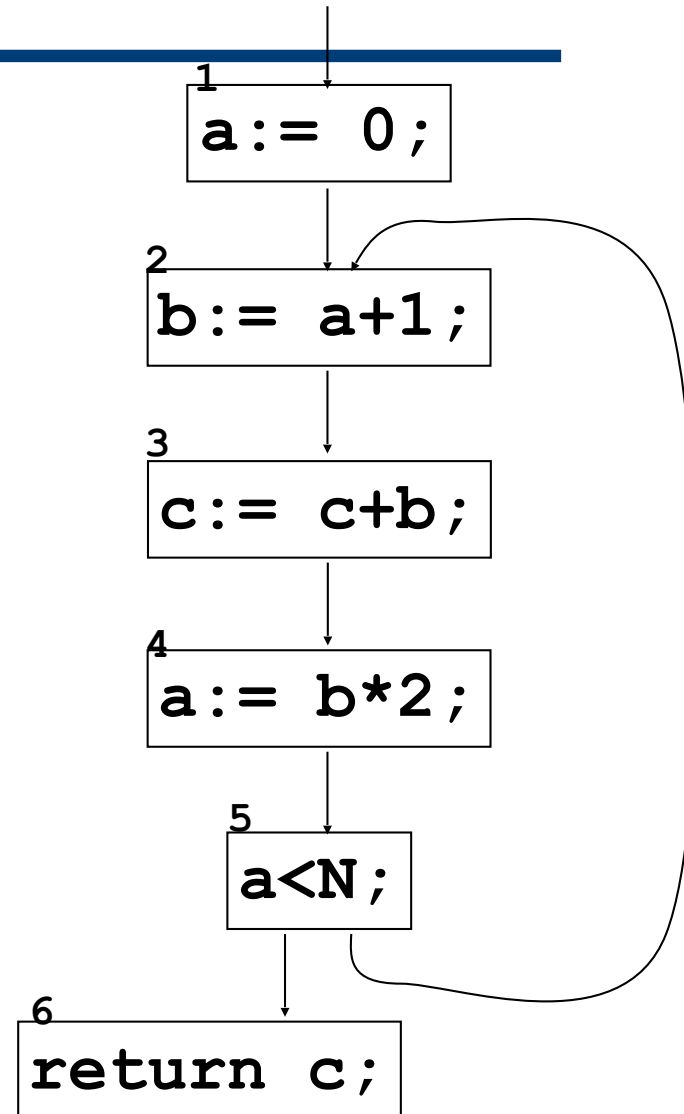 1
a:= 0;
2
b:= a+1;
3
c:= c+b;
4
a:= b*2;
5
a<N;
6
return c;